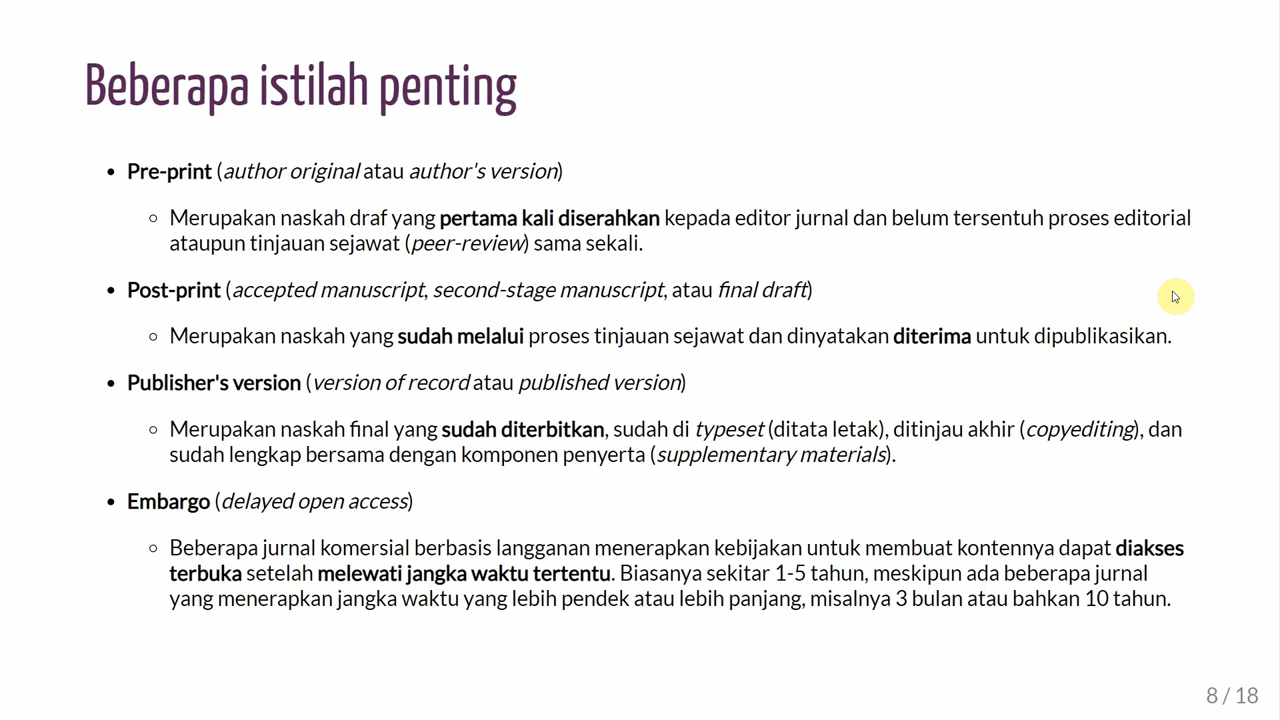 Beberapa istilah penting
• Pre-print (author original atau author's version)
◦ Merupakan naskah draf yang pertama kali diserahkan kepada editor jurnal dan belum tersentuh proses editorial
ataupun tinjauan sejawat (peer-review) sama sekali.
• Post-print (accepted manuscript, second-stage manuscript, atau final draft)
◦ Merupakan naskah yang sudah melalui proses tinjauan sejawat dan dinyatakan diterima untuk dipublikasikan.
• Publisher's version (version of record atau published version)
◦ Merupakan naskah final yang sudah diterbitkan, sudah di typeset (ditata letak), ditinjau akhir (copyediting), dan
sudah lengkap bersama dengan komponen penyerta (supplementary materials).
• Embargo (delayed open access)
◦ Beberapa jurnal komersial berbasis langganan menerapkan kebijakan untuk membuat kontennya dapat diakses
terbuka setelah melewati jangka waktu tertentu. Biasanya sekitar 1-5 tahun, meskipun ada beberapa jurnal
yang menerapkan jangka waktu yang lebih pendek atau lebih panjang, misalnya 3 bulan atau bahkan 10 tahun.
8 / 18